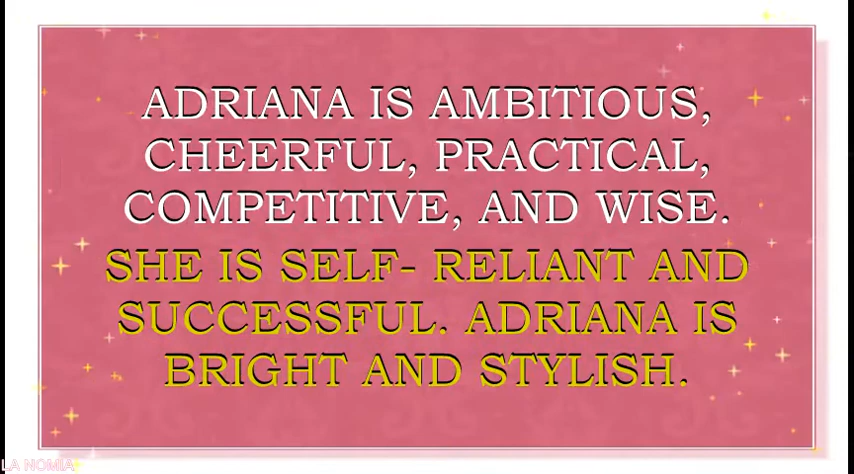 ADRIANA IS AMBITIOUS,
CHEERFUL, PRACTICAL,
COMPETITIVE, AND WISE.
SHE IS SELF- RELIANT AND
SUCCESSFUL. ADRIANA IS
BRIGHT AND STYLISH.
LA NOMIA